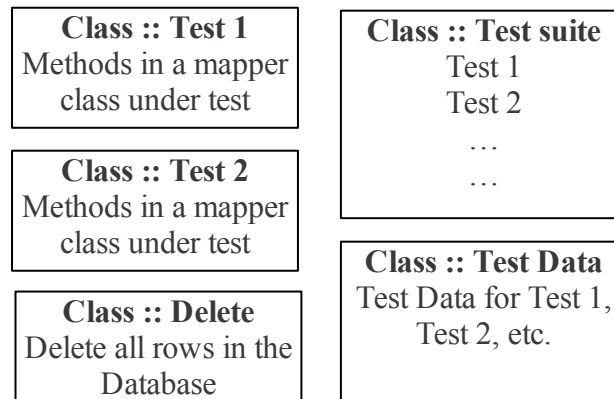 Class :: Test 1
Methods in a mapper
class under test
Class :: Test 2
Methods in a mapper
class under test
Class :: Delete
Delete all rows in the
Database
Class :: Test suite
Test 1
Test 2
…
…
Class :: Test Data
Test Data for Test 1,
Test 2, etc.